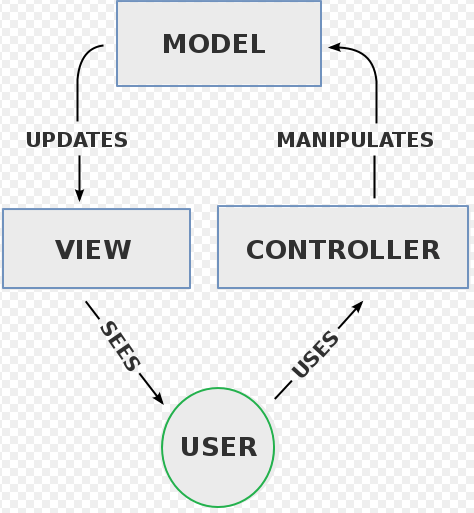 MODEL
UPDATES
MANIPULATES
VIEW
CONTROLLER
SEES
USES
USER